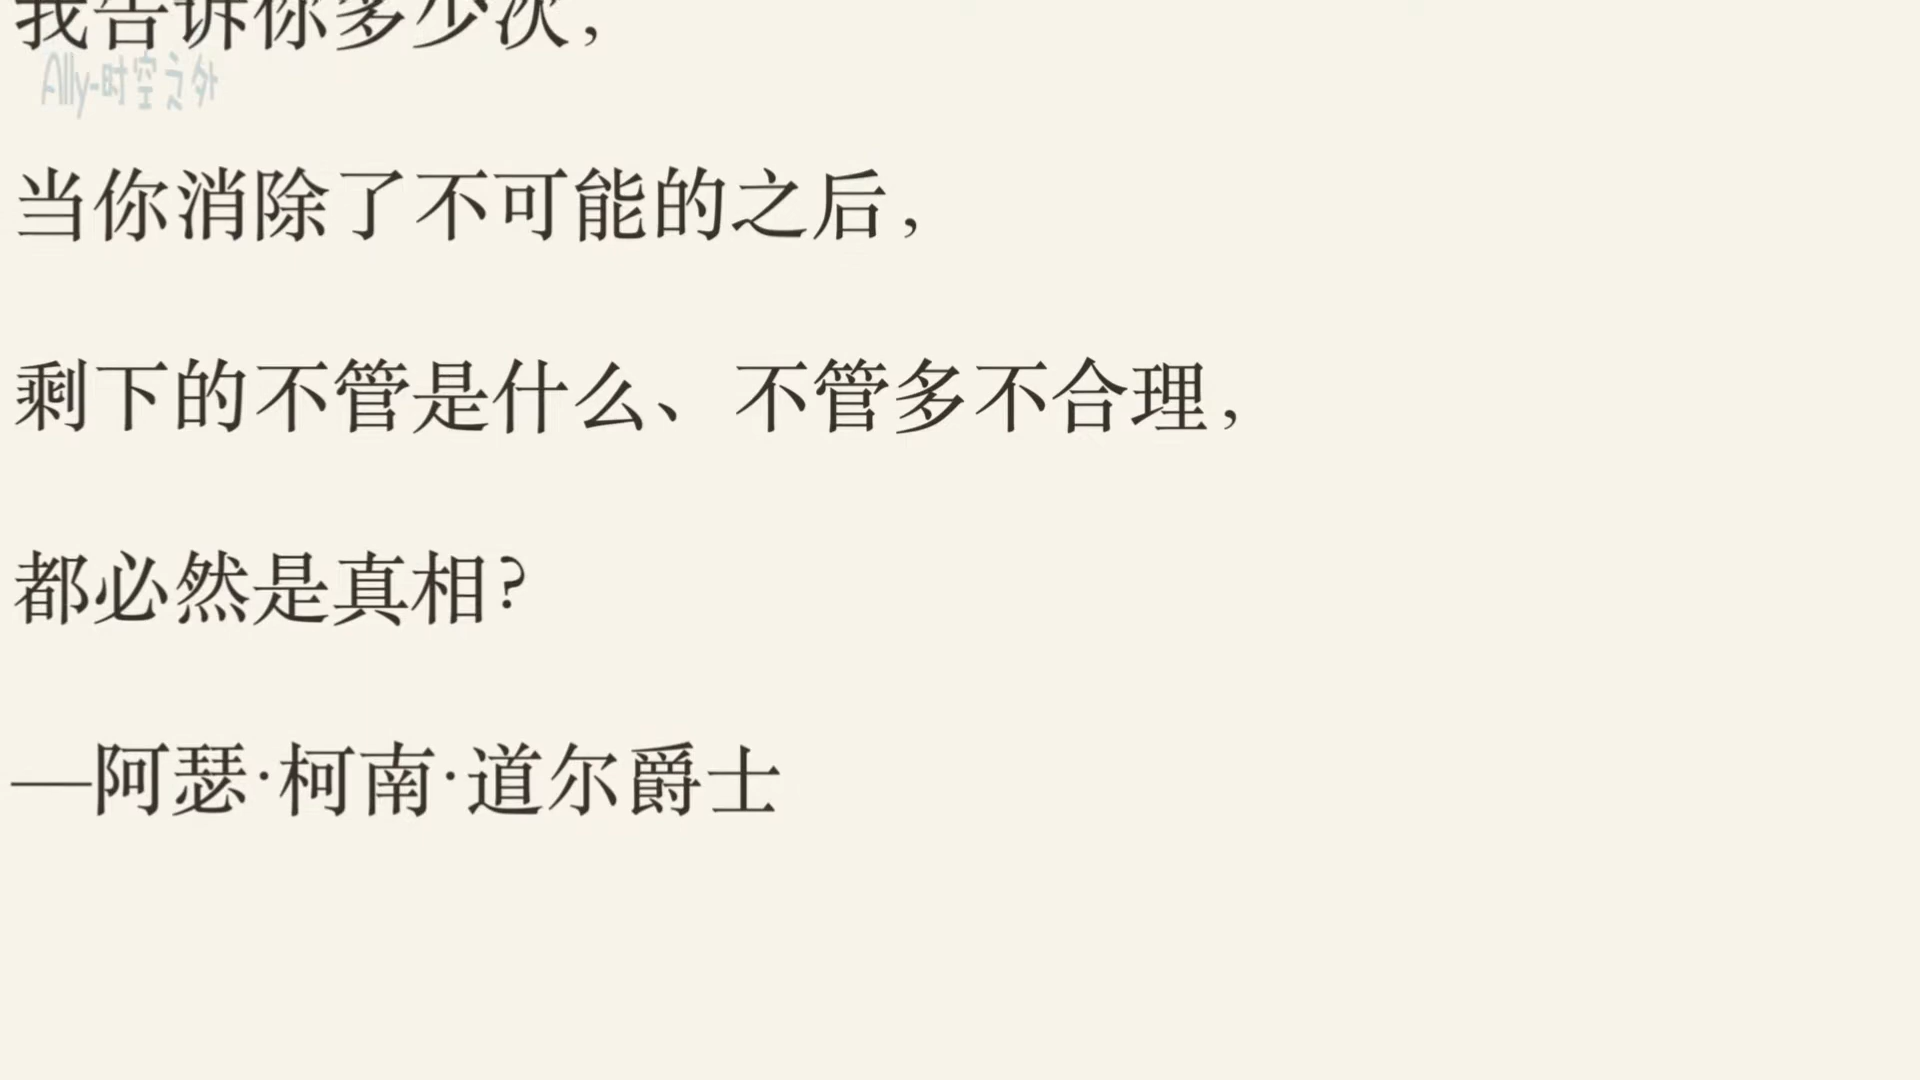 我告诉你多少次，
Ally-时空之外
当你消除了不可能的之后，
剩下的不管是什么、不管多不合理，
都必然是真相？
—阿瑟·柯南·道尔爵士